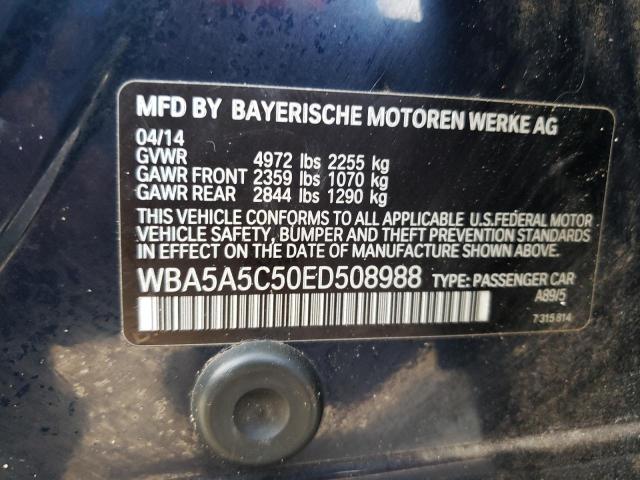 MFD BY BAYERISCHE MOTOREN WERKE AG
04/14
GVWR 4972 lbs 2255 kg
GAWR FRONT 2359 lbs 1070 kg
GAWR REAR 2844 lbs 1290 kg
THIS VEHICLE CONFORMS TO ALL APPLICABLE U.S.FEDERAL MOTOR
VEHICLE SAFETY, BUMPER AND THEFT PREVENTION STANDARDS
IN EFFECT ON THE DATE OF MANUFACTURE SHOWN ABOVE.
WBA5A5C50ED508988 TYPE: PASSENGER CAR
A89/5
7 315 814